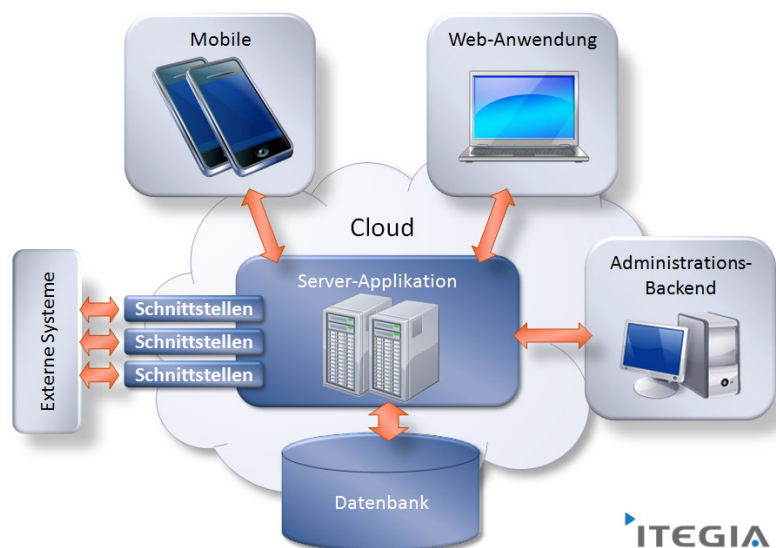 Mobile
Web-Anwendung
Cloud
Server-Applikation
Administrations-
Backend
Externe Systeme
Schnittstellen
Schnittstellen
Schnittstellen
Datenbank
ITEGIA